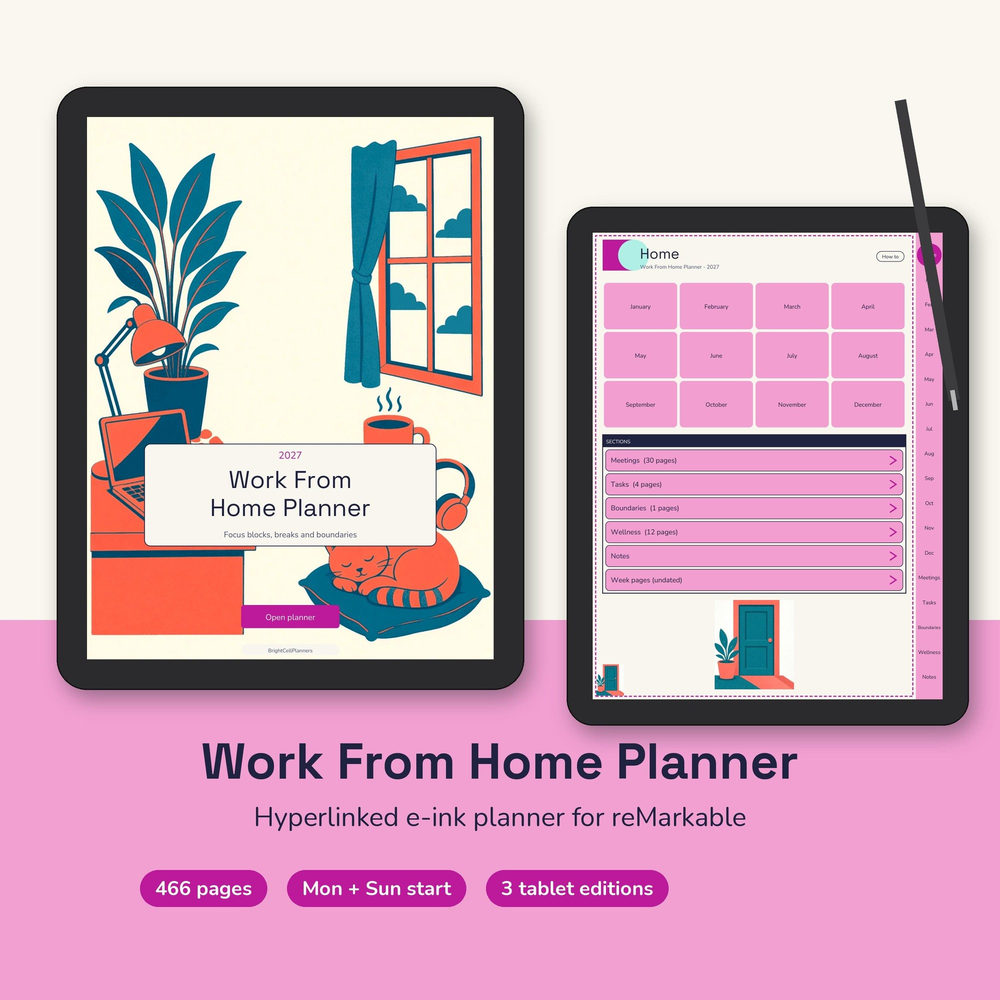 2027
Work From
Home Planner
Focus blocks, breaks and boundaries
Open planner
BrightCellPlanners
Home
Work From Home Planner - 2027
How to
January
February
March
April
May
June
July
August
September
October
November
December
SECTIONS
Meetings (30 pages)
Tasks (4 pages)
Boundaries (1 pages)
Wellness (12 pages)
Notes
Week pages (undated)
Mar
Apr
May
Jun
Jul
Aug
Sep
Oct
Nov
Dec
Meetings
Tasks
Boundaries
Wellness
Notes
Work From Home Planner
Hyperlinked e-ink planner for reMarkable
466 pages
Mon + Sun start
3 tablet editions